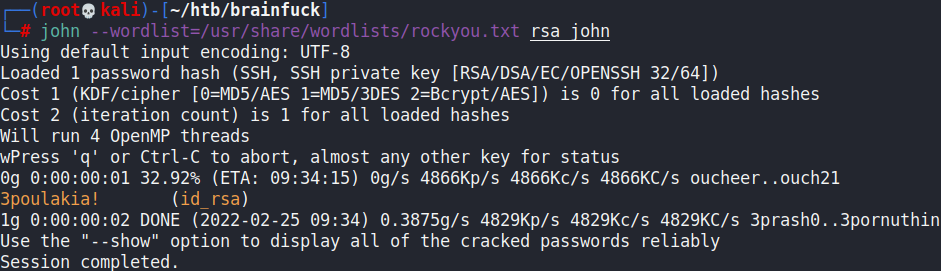 ┌──(root💀kali)-[~/htb/brainfuck]
└─# john --wordlist=/usr/share/wordlists/rockyou.txt rsa_john
Using default input encoding: UTF-8
Loaded 1 password hash (SSH, SSH private key [RSA/DSA/EC/OPENSSH 32/64])
Cost 1 (KDF/cipher [0=MD5/AES 1=MD5/3DES 2=Bcrypt/AES]) is 0 for all loaded hashes
Cost 2 (iteration count) is 1 for all loaded hashes
Will run 4 OpenMP threads
wPress 'q' or Ctrl-C to abort, almost any other key for status
0g 0:00:00:01 32.92% (ETA: 09:34:15) 0g/s 4866Kp/s 4866Kc/s 4866KC/s oucheer..ouch21
3poulakia!       (id_rsa)
1g 0:00:00:02 DONE (2022-02-25 09:34) 0.3875g/s 4829Kp/s 4829Kc/s 4829KC/s 3prash0..3pornuthin
Use the "--show" option to display all of the cracked passwords reliably
Session completed.